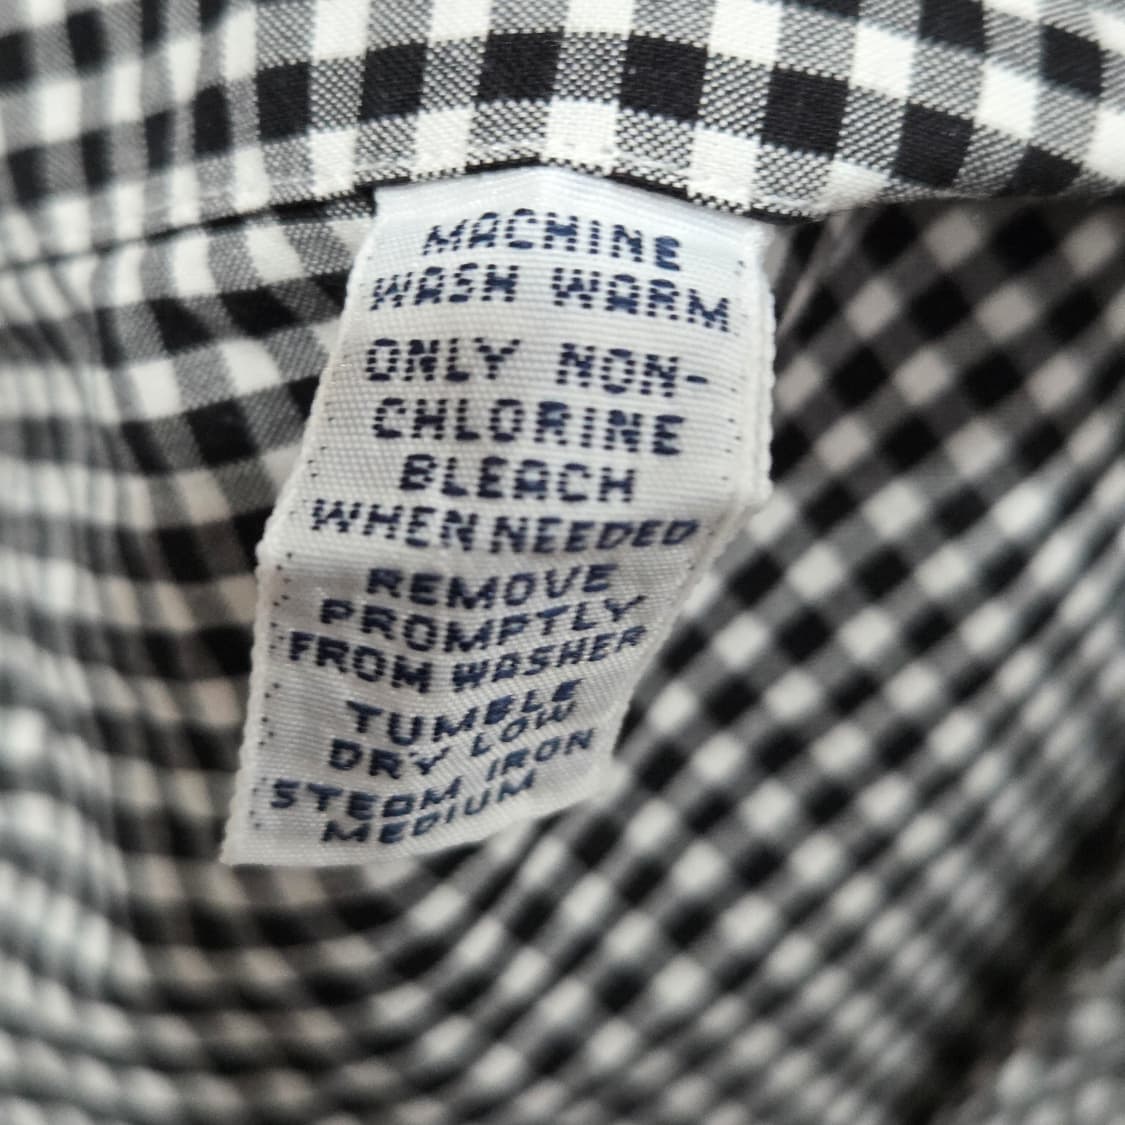 MACHINE
WASH WARM
ONLY NON-
CHLORINE
BLEACH
WHEN NEEDED
REMOVE
PROMPTLY
FROM WASHER
TUMBLE
DRY LOW
STEAM IRON
MEDIUM